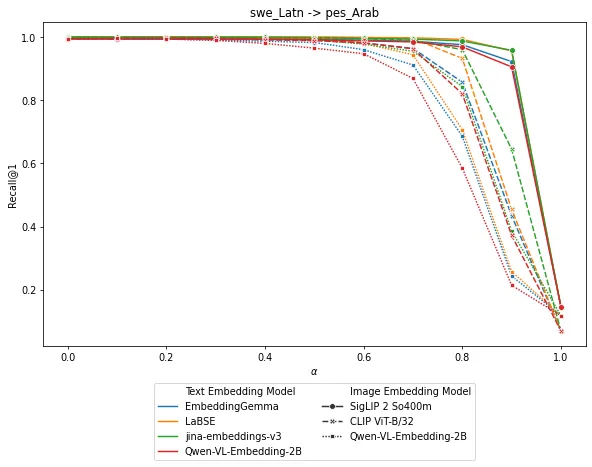 swe_Latn -> pes_Arab
Recall@1
1.0
0.8
0.6
0.4
0.2
0.0 0.2 0.4 0.6 0.8 1.0
α
Text Embedding Model Image Embedding Model
EmbeddingGemma SigLIP 2 So400m
LaBSE CLIP ViT-B/32
jina-embeddings-v3 Qwen-VL-Embedding-2B
Qwen-VL-Embedding-2B